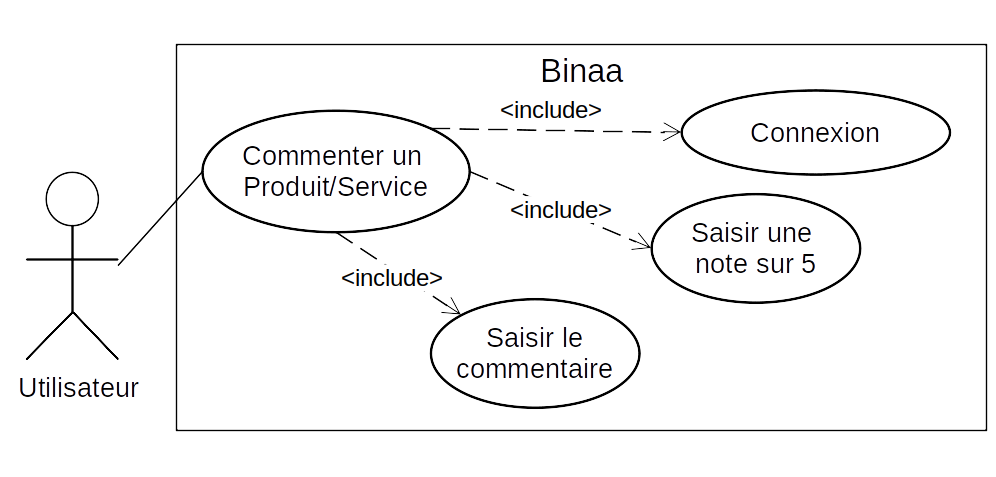 Binaa
<include>
Connexion
Commenter un
Produit/Service
<include>
Saisir une
note sur 5
<include>
Saisir le
commentaire
Utilisateur